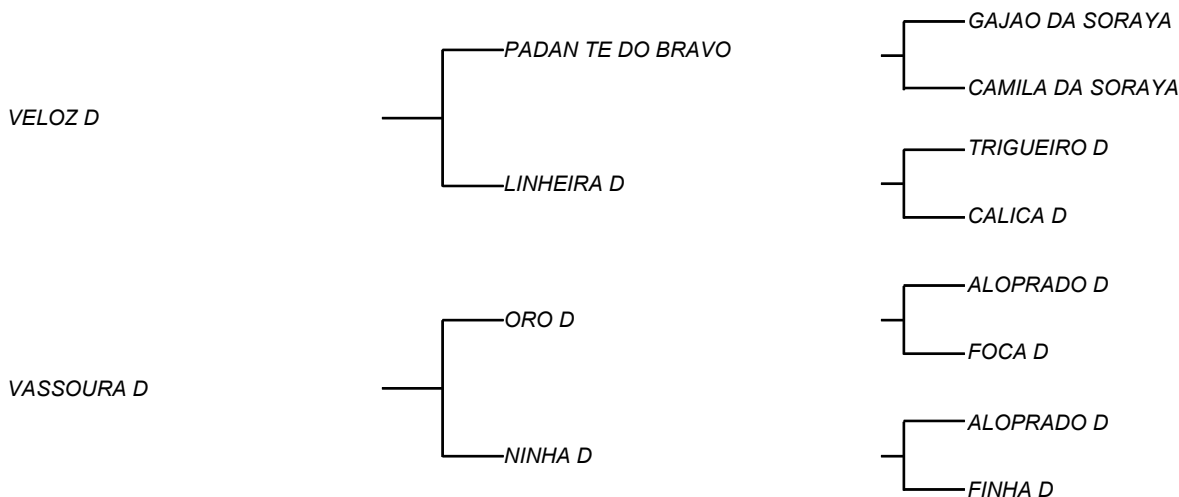 GAJAO DA SORAYA
PADAN TE DO BRAVO
CAMILA DA SORAYA
VELOZ D
TRIGUEIRO D
LINHEIRA D
CALICA D
ALOPRADO D
ORO D
FOCA D
VASSOURA D
ALOPRADO D
NINHA D
FINHA D